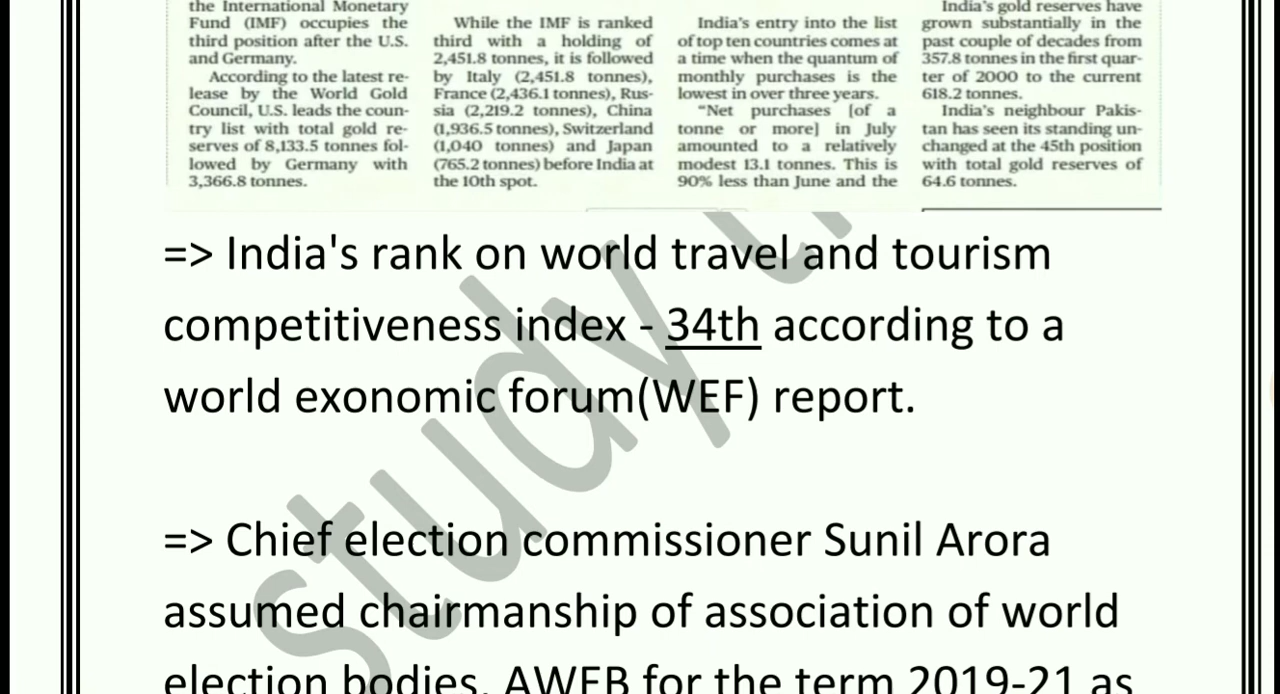 the International Monetary
Fund (IMF) occupies the
third position after the U.S.
and Germany.
According to the latest re-
lease by the World Gold
Council, U.S. leads the coun-
try list with total gold re-
serves of 8,133.5 tonnes fol-
lowed by Germany with
3,366.8 tonnes.
While the IMF is ranked
third with a holding of
2,451.8 tonnes, it is followed
by Italy (2,451.8 tonnes),
France (2,436.1 tonnes), Rus-
sia (2,219.2 tonnes), China
(1,936.5 tonnes), Switzerland
(1,040 tonnes) and Japan
(765.2 tonnes) before India at
the 10th spot.
India's entry into the list
of top ten countries comes at
a time when the quantum of
monthly purchases is the
lowest in over three years.
“Net purchases [of a
tonne or more] in July
amounted to a relatively
modest 13.1 tonnes. This is
90% less than June and the
India's gold reserves have
grown substantially in the
past couple of decades from
357.8 tonnes in the first quar-
ter of 2000 to the current
618.2 tonnes.
India's neighbour Pakis-
tan has seen its standing un-
changed at the 45th position
with total gold reserves of
64.6 tonnes.
=> India's rank on world travel and tourism
competitiveness index - 34th according to a
world exonomic forum(WEF) report.
=> Chief election commissioner Sunil Arora
assumed chairmanship of association of world
election bodies, AWEB for the term 2019-21 as
study